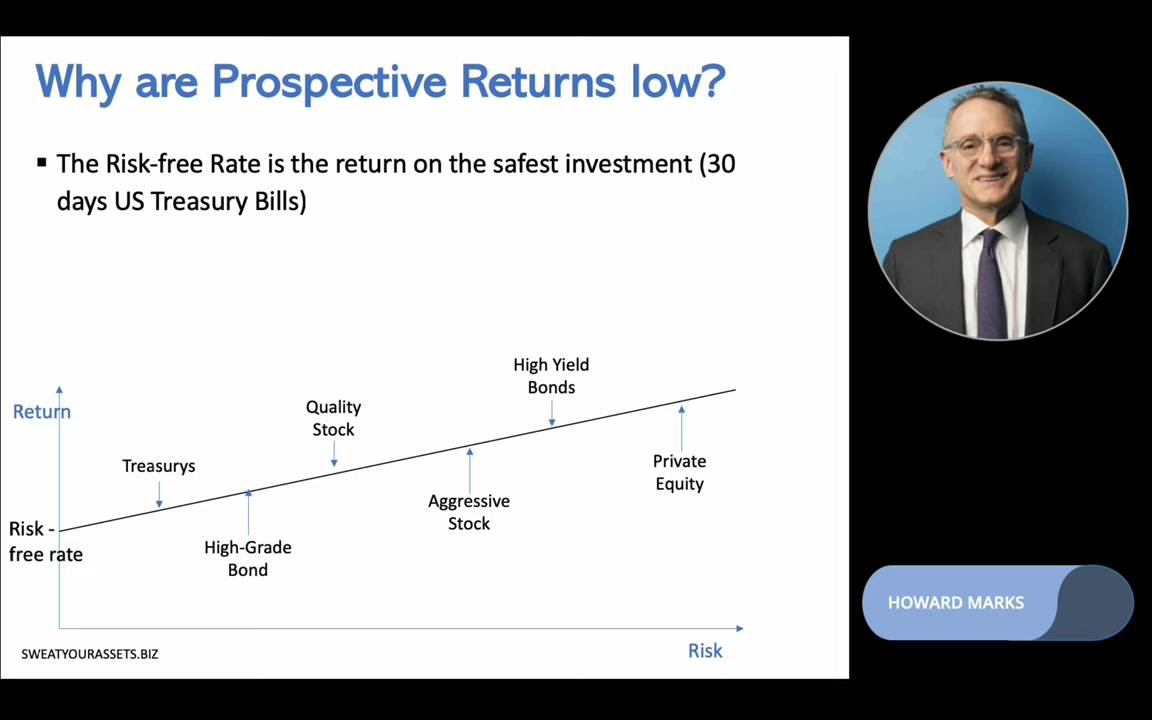 Why are Prospective Returns low?
▪ The Risk-free Rate is the return on the safest investment (30
days US Treasury Bills)
High Yield
Bonds
Return
Quality
Stock
Treasurys
Private
Equity
Aggressive
Stock
Risk -
free rate
High-Grade
Bond
Risk
SWEATYOURASSETS.BIZ
HOWARD MARKS